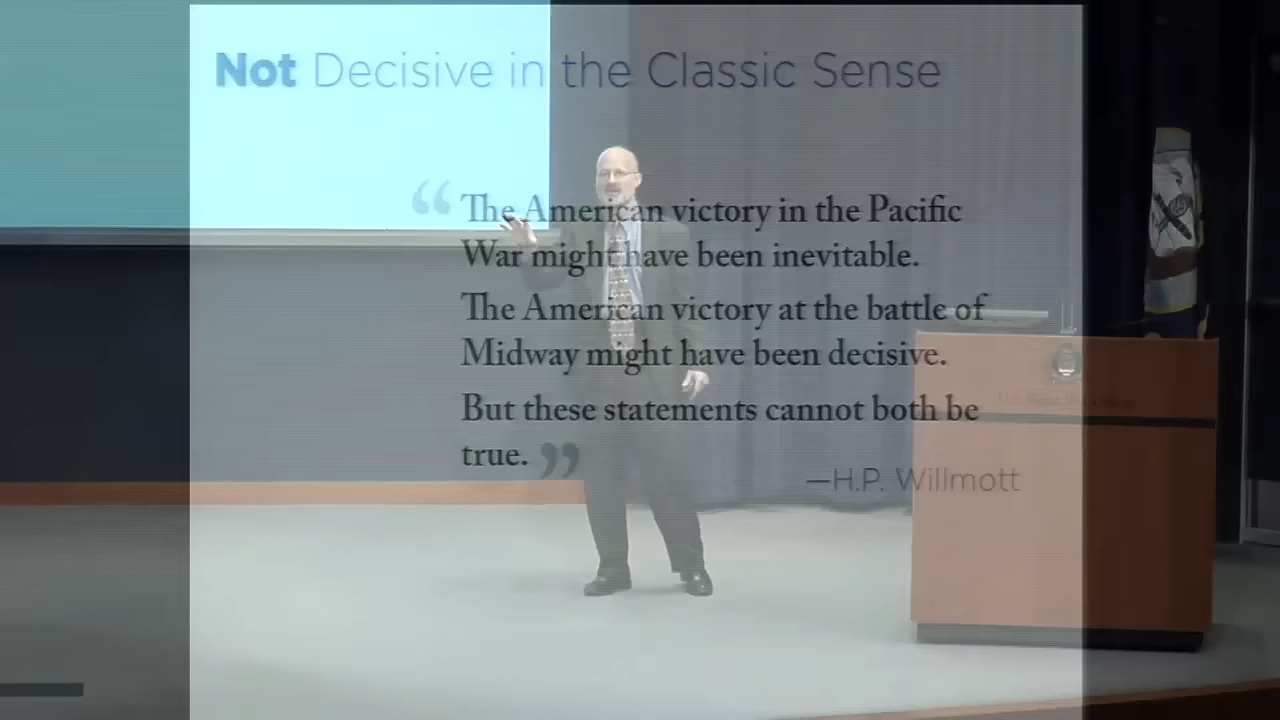 Not Decisive in the Classic Sense
“The American victory in the Pacific
War might have been inevitable.
The American victory at the battle of
Midway might have been decisive.
But these statements cannot both be
true.”
—H.P. Willmott